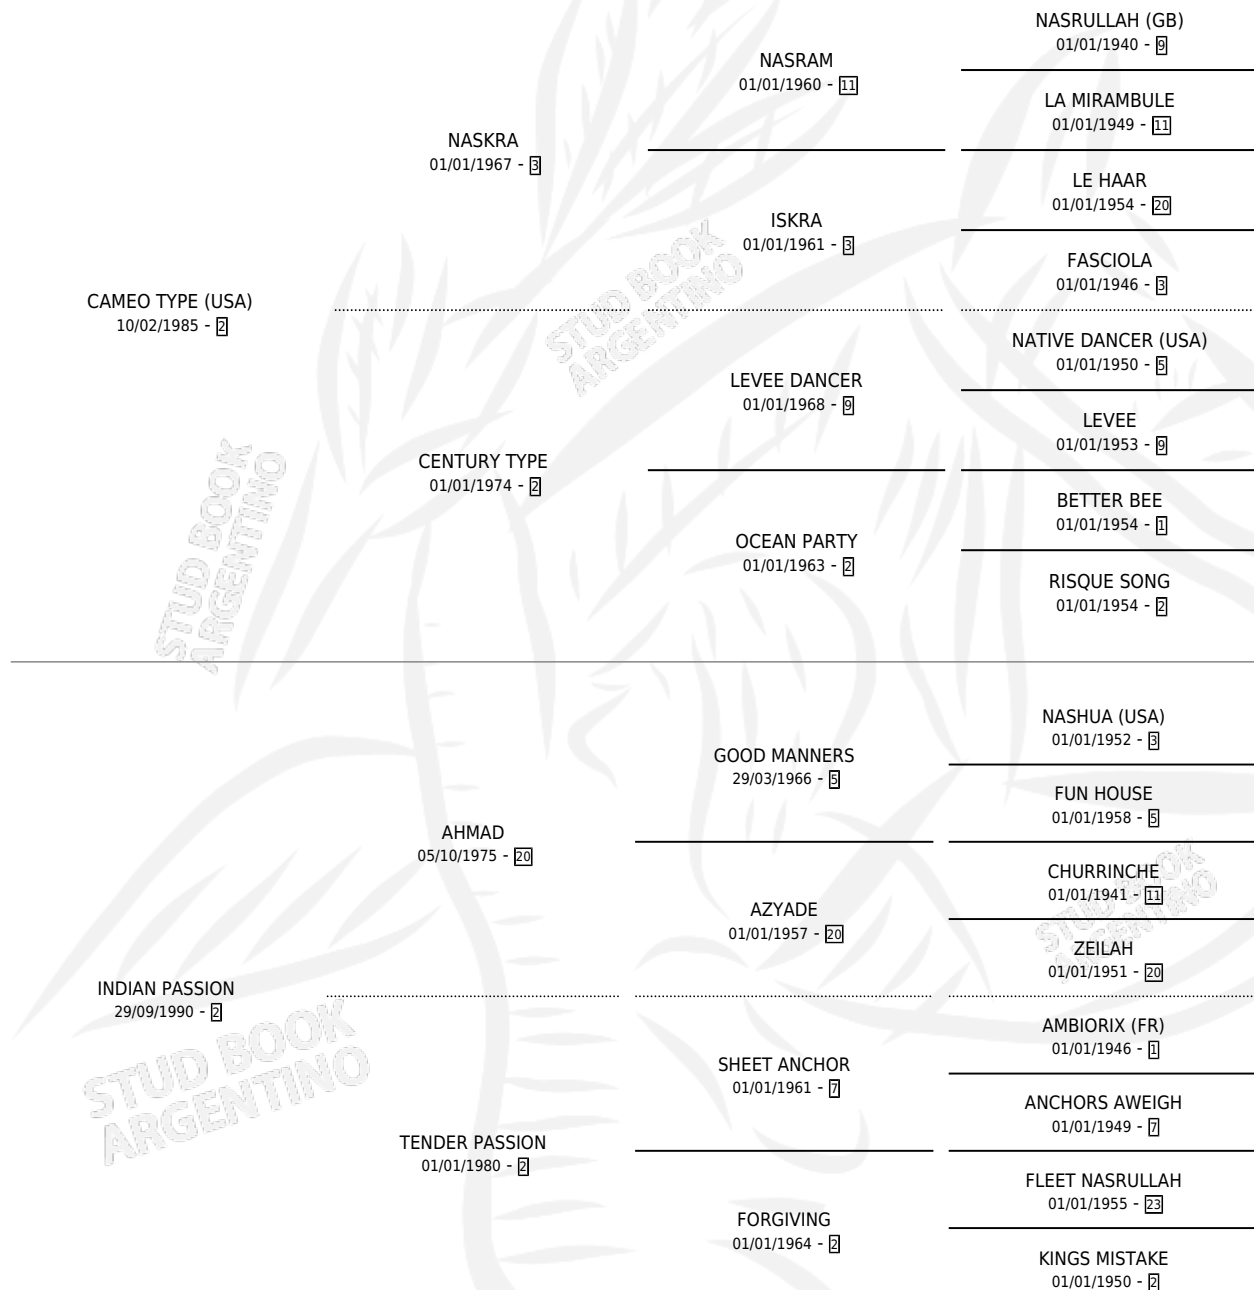 NASRULLAH (GB)
01/01/1940 - 9
NASRAM
01/01/1960 - 11
LA MIRAMBULE
01/01/1949 - 11
NASKRA
01/01/1967 - 3
LE HAAR
01/01/1954 - 20
ISKRA
01/01/1961 - 3
FASCIOLA
01/01/1946 - 3
CAMEO TYPE (USA)
10/02/1985 - 2
STUD BOOK
ARGENTINO
NATIVE DANCER (USA)
01/01/1950 - 5
LEVEE DANCER
01/01/1968 - 9
LEVEE
01/01/1953 - 9
CENTURY TYPE
01/01/1974 - 2
BETTER BEE
01/01/1954 - 1
OCEAN PARTY
01/01/1963 - 2
RISQUE SONG
01/01/1954 - 2
STUD BOOK
ARGENTINO
NASHUA (USA)
01/01/1952 - 3
GOOD MANNERS
29/03/1966 - 5
FUN HOUSE
01/01/1958 - 5
AHMAD
05/10/1975 - 20
CHURRINCHE
01/01/1941 - 11
AZYADE
01/01/1957 - 20
STUD BOOK
ARGENTINO
ZEILAH
01/01/1951 - 20
INDIAN PASSION
29/09/1990 - 2
AMBIORIX (FR)
01/01/1946 - 1
SHEET ANCHOR
01/01/1961 - 7
STUD BOOK
ARGENTINO
ANCHORS AWEIGH
01/01/1949 - 7
TENDER PASSION
01/01/1980 - 2
FLEET NASRULLAH
01/01/1955 - 23
FORGIVING
01/01/1964 - 2
KINGS MISTAKE
01/01/1950 - 2